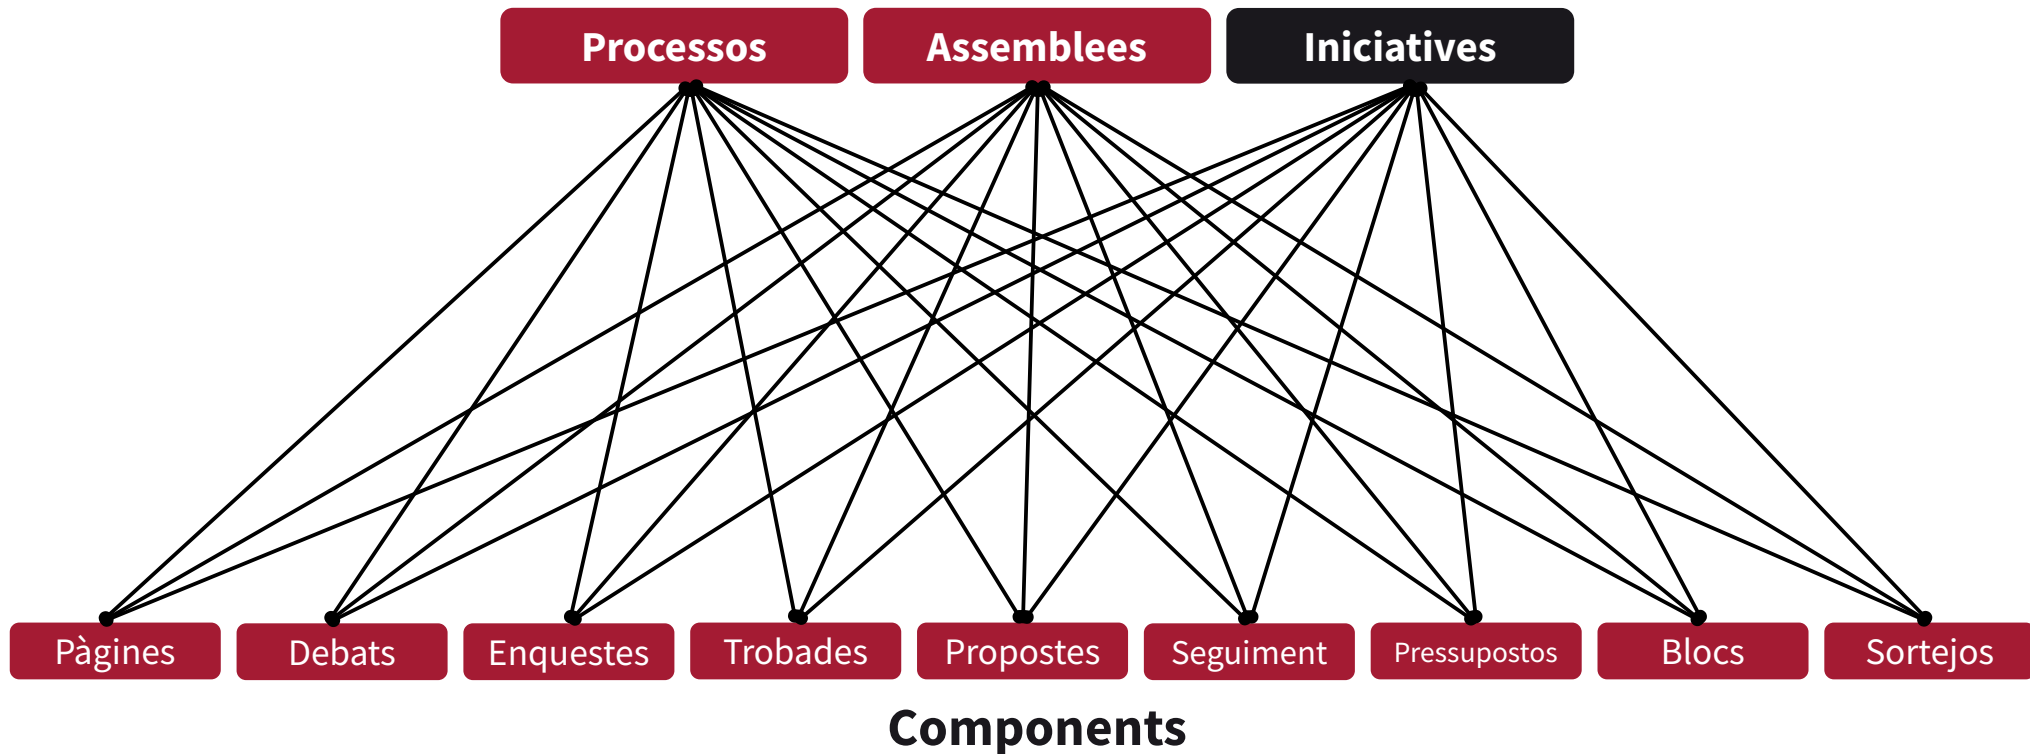 Processos Assemblees Iniciatives
Pàgines Debats Enquestes Trobades Propostes Seguiment Pressupostos Blocs Sortejos
Components